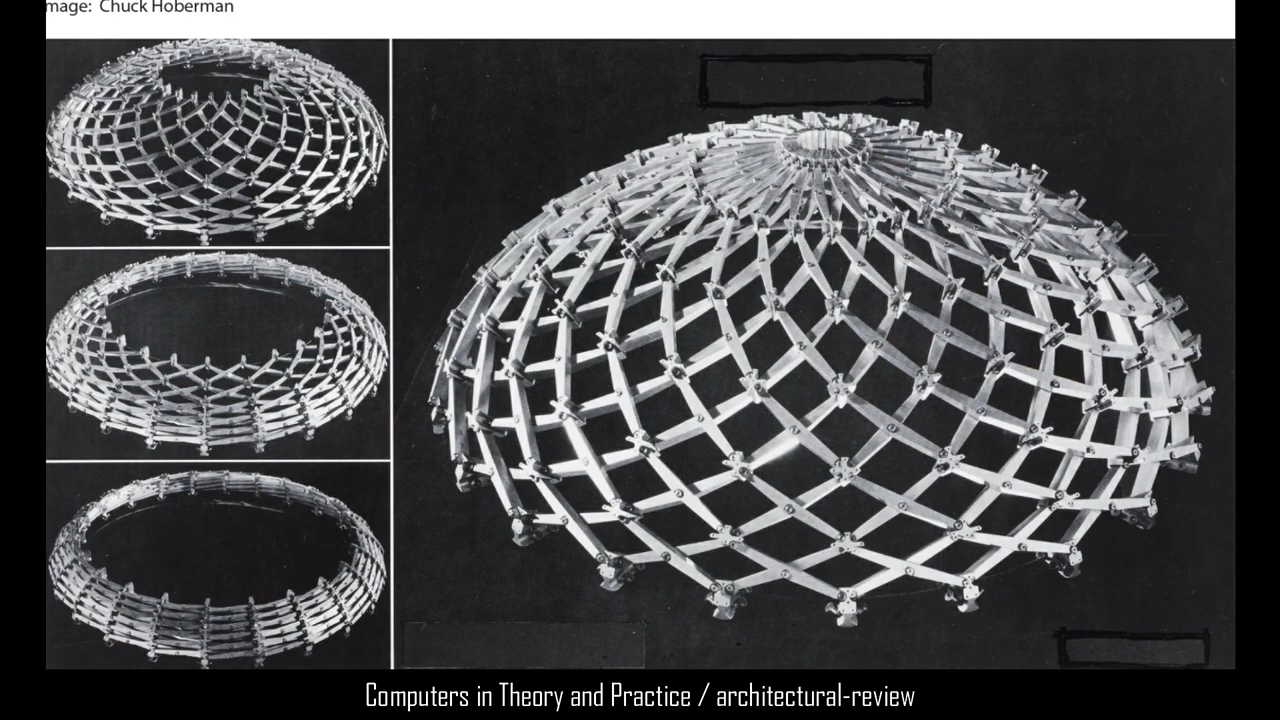 mage: Chuck Hoberman
Computers in Theory and Practice / architectural-review